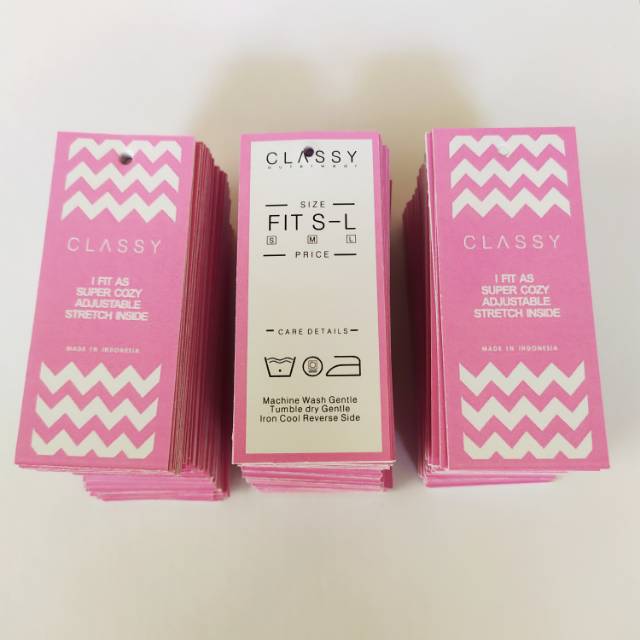 CLASSY
I FIT AS
SUPER COZY
ADJUSTABLE
STRETCH INSIDE
MADE IN INDONESIA
CLASSY
outerwear
SIZE
FIT S-L
S M L
PRICE
CARE DETAILS
Machine Wash Gentle
Tumble dry Gentle
Iron Cool Reverse Side
CLASSY
I FIT AS
SUPER COZY
ADJUSTABLE
STRETCH INSIDE
MADE IN INDONESIA